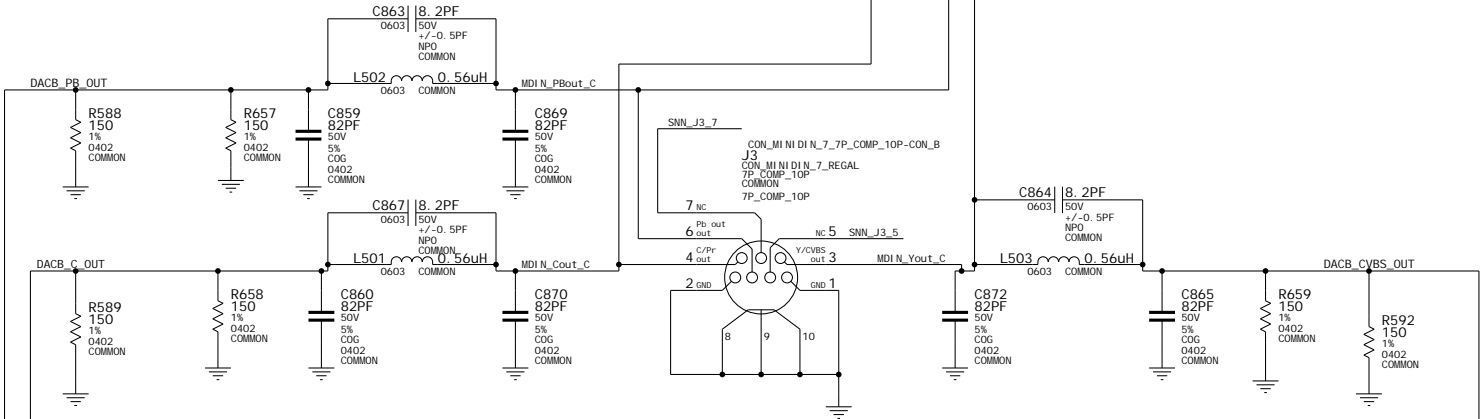 C863 8.2PF
0603 50V
+/-0.5PF
NPO
COMMON
L502 0.56uH
0603 COMMON
DACB_PB_OUT
MDIN_PBout_C
R588
150
1%
0402
COMMON
R657
150
1%
0402
COMMON
C859
82PF
50V
5%
COG
0402
COMMON
C869
82PF
50V
5%
COG
0402
COMMON
C867 8.2PF
0603 50V
+/-0.5PF
NPO
COMMON
L501 0.56uH
0603 COMMON
DACB_C_OUT
MDIN_Cout_C
R589
150
1%
0402
COMMON
R658
150
1%
0402
COMMON
C860
82PF
50V
5%
COG
0402
COMMON
C870
82PF
50V
5%
COG
0402
COMMON
SNN_J3_7
CON_MINIDIN_7_7P_COMP_10P-CON_B
J3
CON_MINIDIN_7_REGAL
7P_COMP_10P
COMMON
7P_COMP_10P
7 NC
6 Pb out
out
NC 5 SNN_J3_5
4 C/Pr
out
Y/CVBS
out 3 MDIN_Yout_C
2 GND
GND 1
8 9 10
C864 8.2PF
0603 50V
+/-0.5PF
NPO
COMMON
L503 0.56uH
0603 COMMON
DACB_CVBS_OUT
C872
82PF
50V
5%
COG
0402
COMMON
C865
82PF
50V
5%
COG
0402
COMMON
R659
150
1%
0402
COMMON
R592
150
1%
0402
COMMON